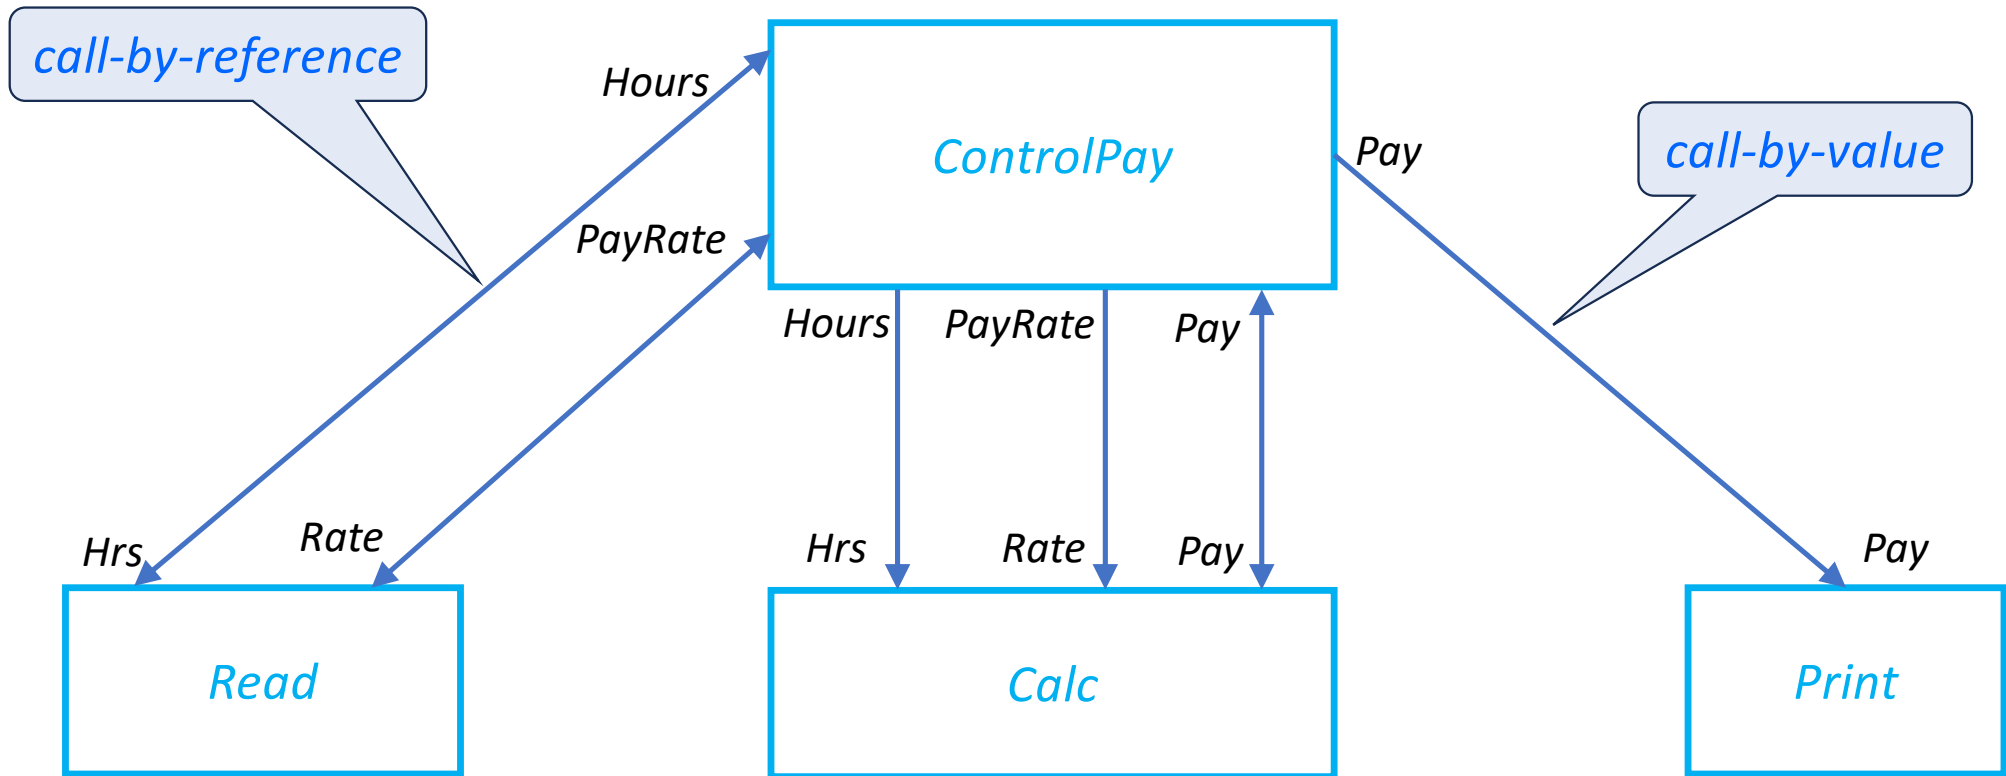 call-by-reference
Hours
ControlPay
Pay
call-by-value
PayRate
Hours
PayRate
Pay
Hrs
Rate
Hrs
Rate
Pay
Pay
Read
Calc
Print